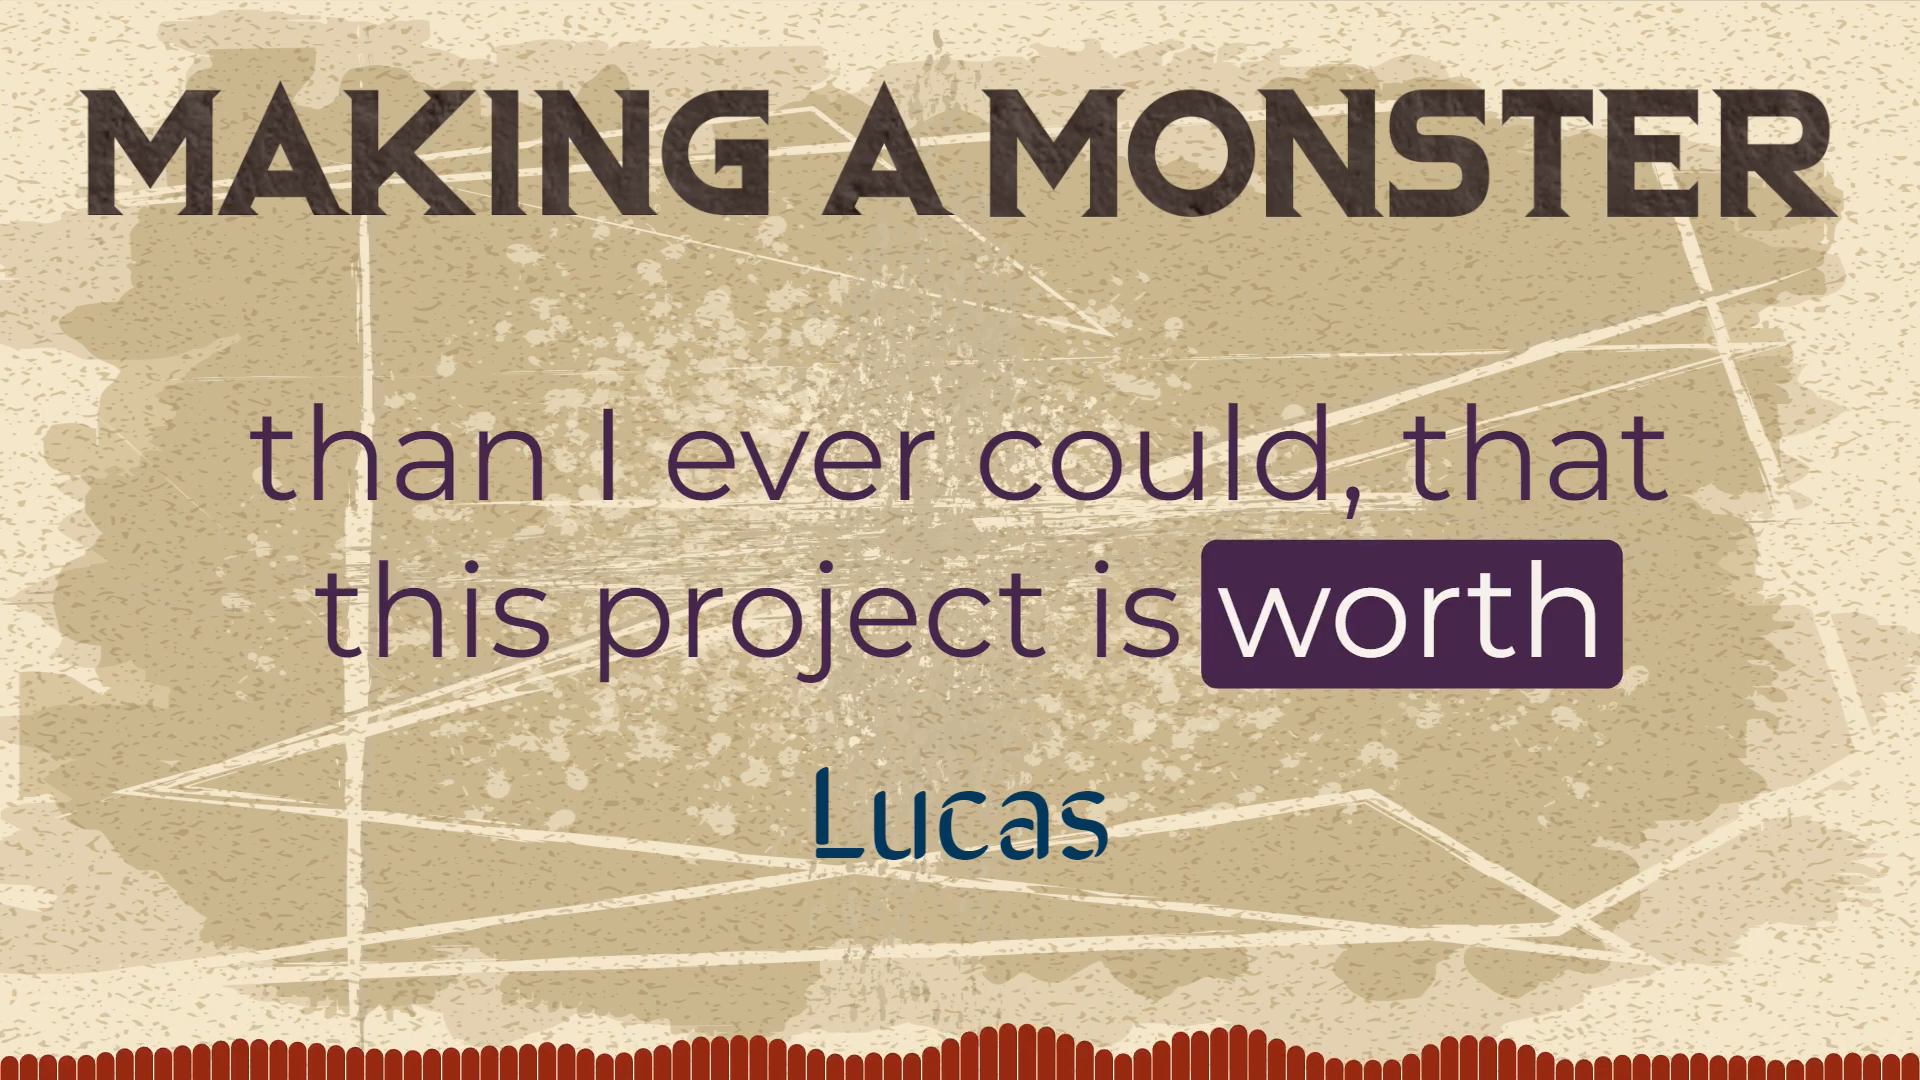 MAKING A MONSTER
than I ever could, that
this project is worth
Lucas